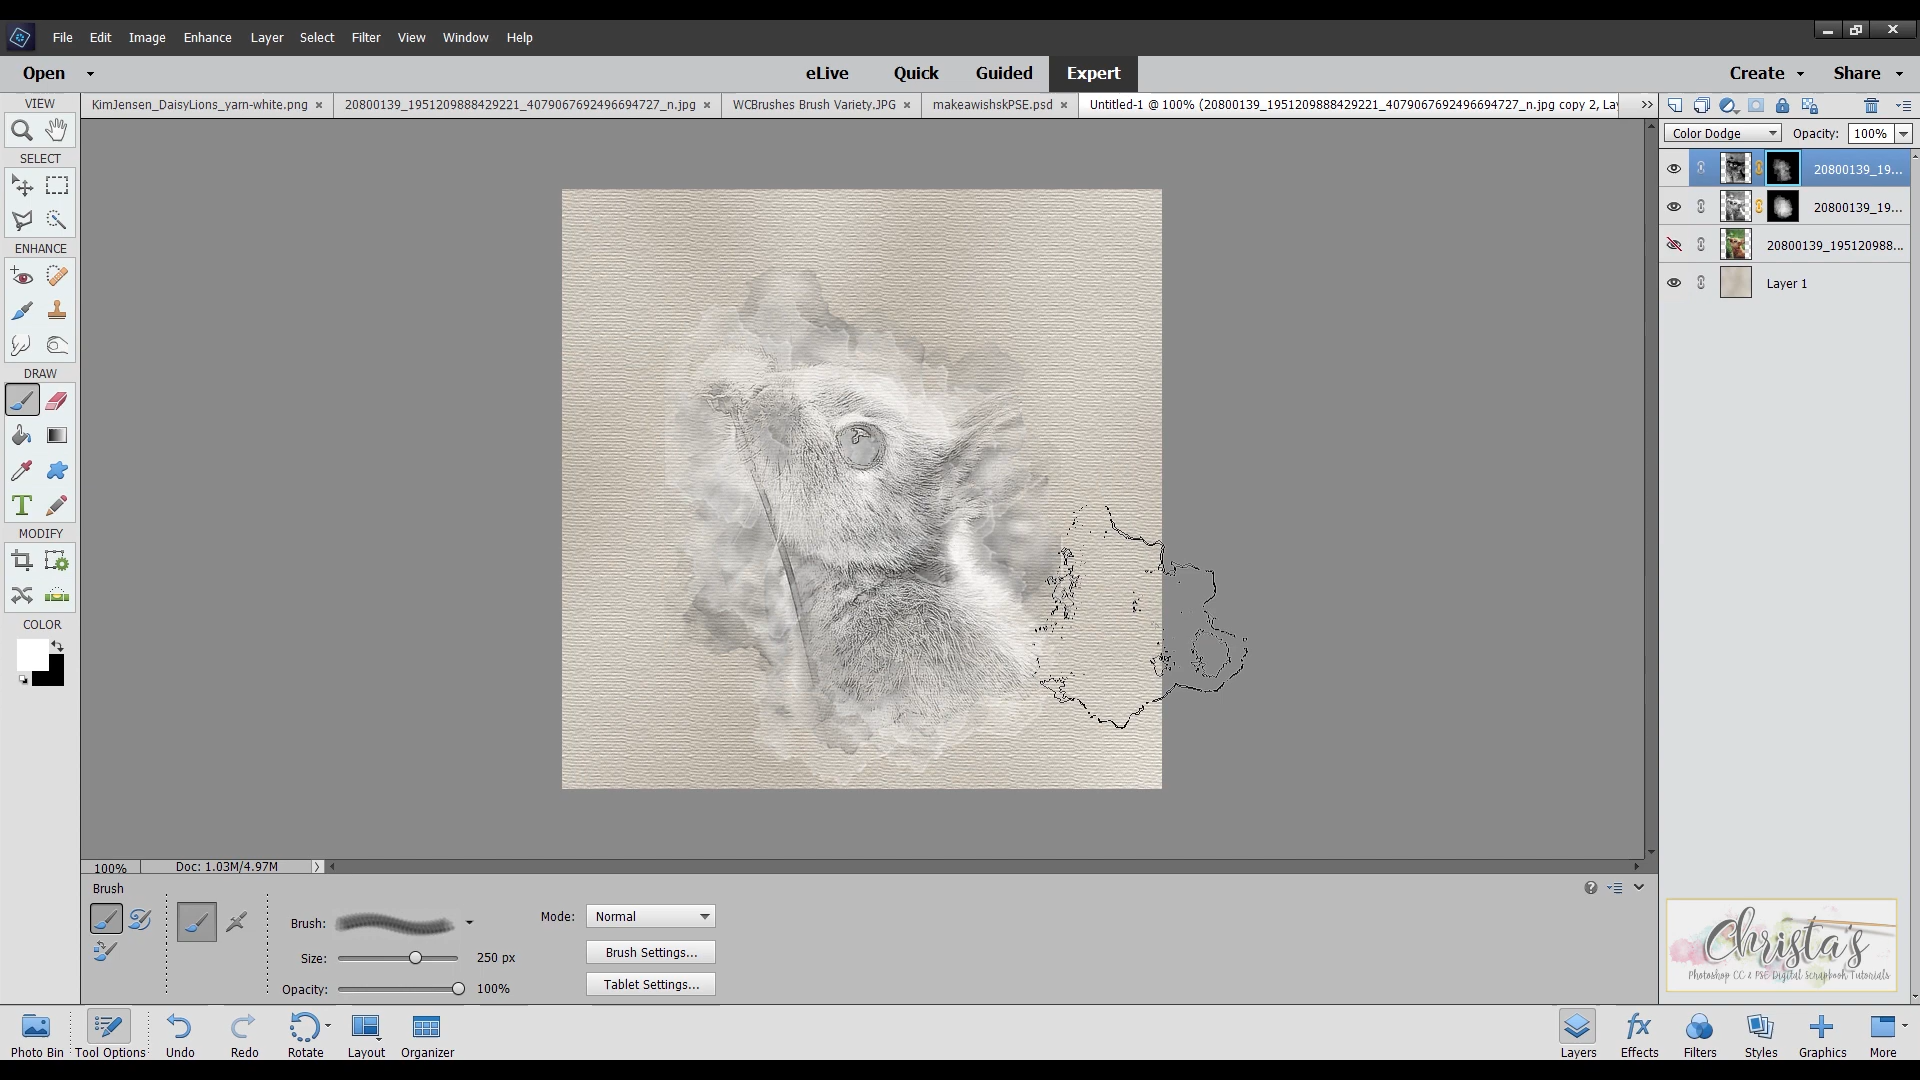 File Edit Image Enhance Layer Select Filter View Window Help
Open eLive Quick Guided Expert Create Share
VIEW
KimJensen_DaisyLions_yarn-white.png × 20800139_1951209888429221_4079067692496694727_n.jpg × WCBrushes Brush Variety.JPG × makeawishskPSE.psd × Untitled-1 @ 100% (20800139_1951209888429221_4079067692496694727_n.jpg copy 2, La
Color Dodge Opacity: 100%
SELECT
20800139_19...
20800139_19...
ENHANCE
20800139_195120988...
Layer 1
DRAW
T
MODIFY
COLOR
100% Doc: 1.03M/4.97M
Brush
Brush: Mode: Normal
Size: 250 px Brush Settings...
Opacity: 100% Tablet Settings...
Christa's
Photoshop CC & PSE Digital Scrapbook Tutorials
fx
Photo Bin Tool Options Undo Redo Rotate Layout Organizer Layers Effects Filters Styles Graphics More